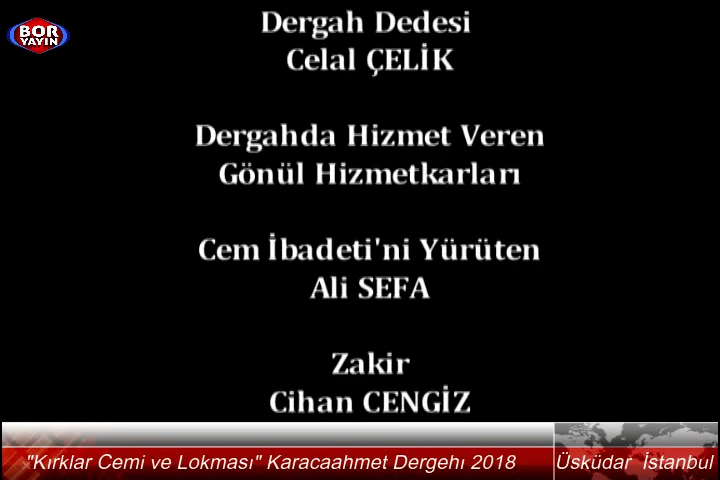 BOR
YAYIN
Dergah Dedesi
Celal ÇELİK
Dergahda Hizmet Veren
Gönül Hizmetkarları
Cem İbadeti'ni Yürüten
Ali SEFA
Zakir
Cihan CENGİZ
"Kırklar Cemi ve Lokması" Karacaahmet Dergehı 2018
Üsküdar İstanbul